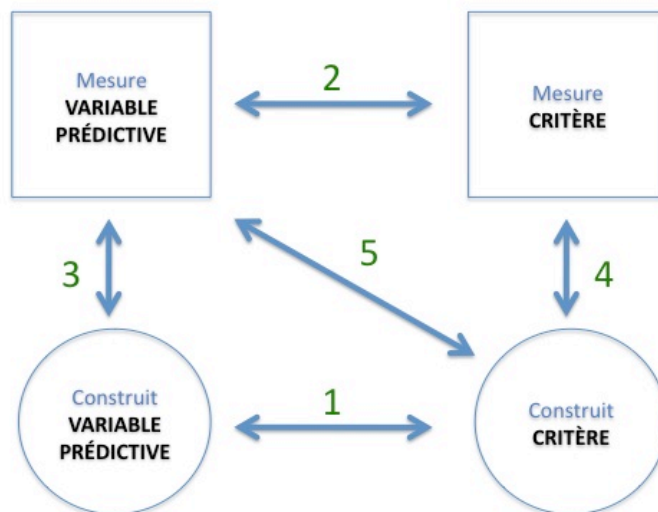 Mesure
VARIABLE
PRÉDICTIVE
2
Mesure
CRITÈRE
3
5
4
Construit
VARIABLE
PRÉDICTIVE
1
Construit
CRITÈRE